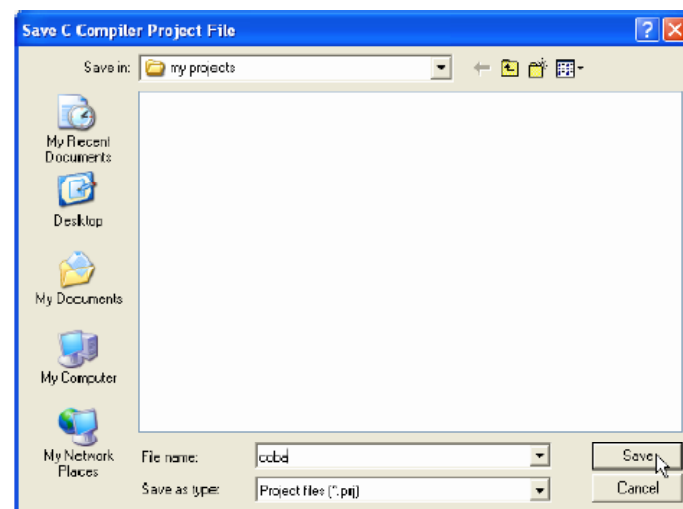 Save C Compiler Project File
Save in:
my projects
My Recent
Documents
Desktop
My Documents
My Computer
My Network
Places
File name:
coba
Save
Save as type:
Project files (*.prj)
Cancel